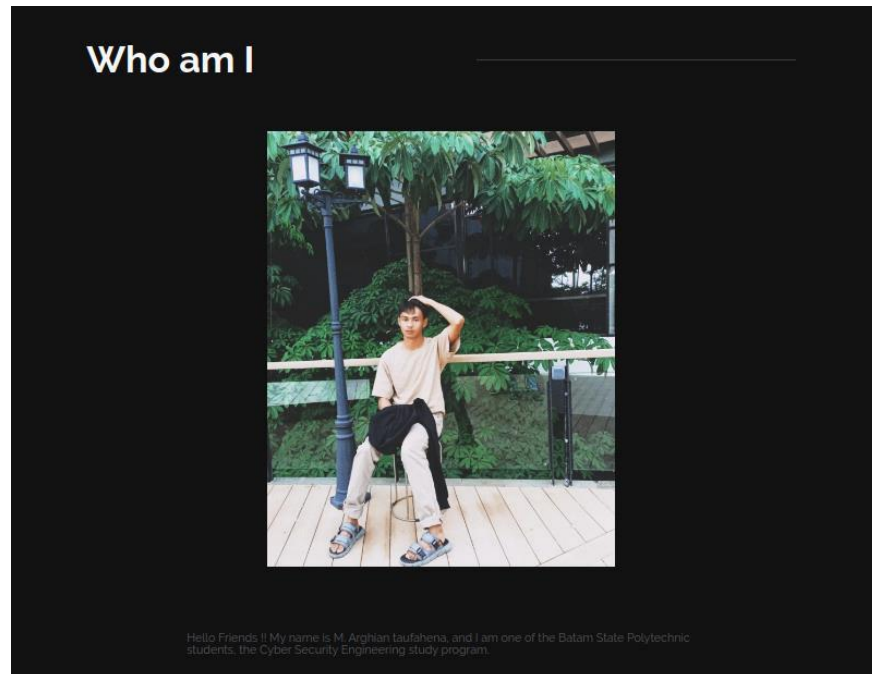 Who am I
Hello Friends !! My name is M. Arghian taufahena, and I am one of the Batam State Polytechnic
students, the Cyber Security Engineering study program.